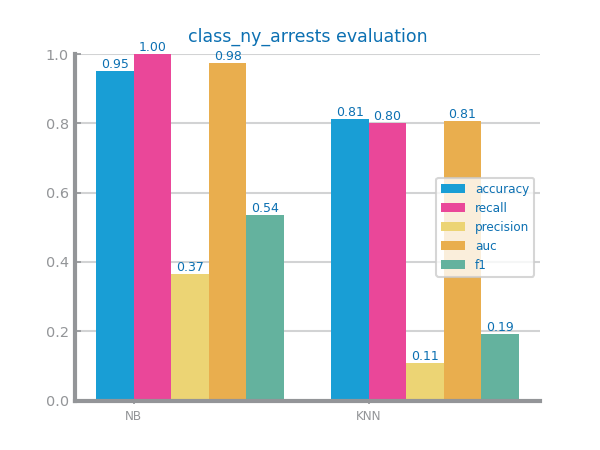 class_ny_arrests evaluation
1.0
0.8
0.6
0.4
0.2
0.0
0.95
1.00
0.37
0.98
0.54
0.81
0.80
0.11
0.81
0.19
accuracy
recall
precision
auc
f1
NB
KNN